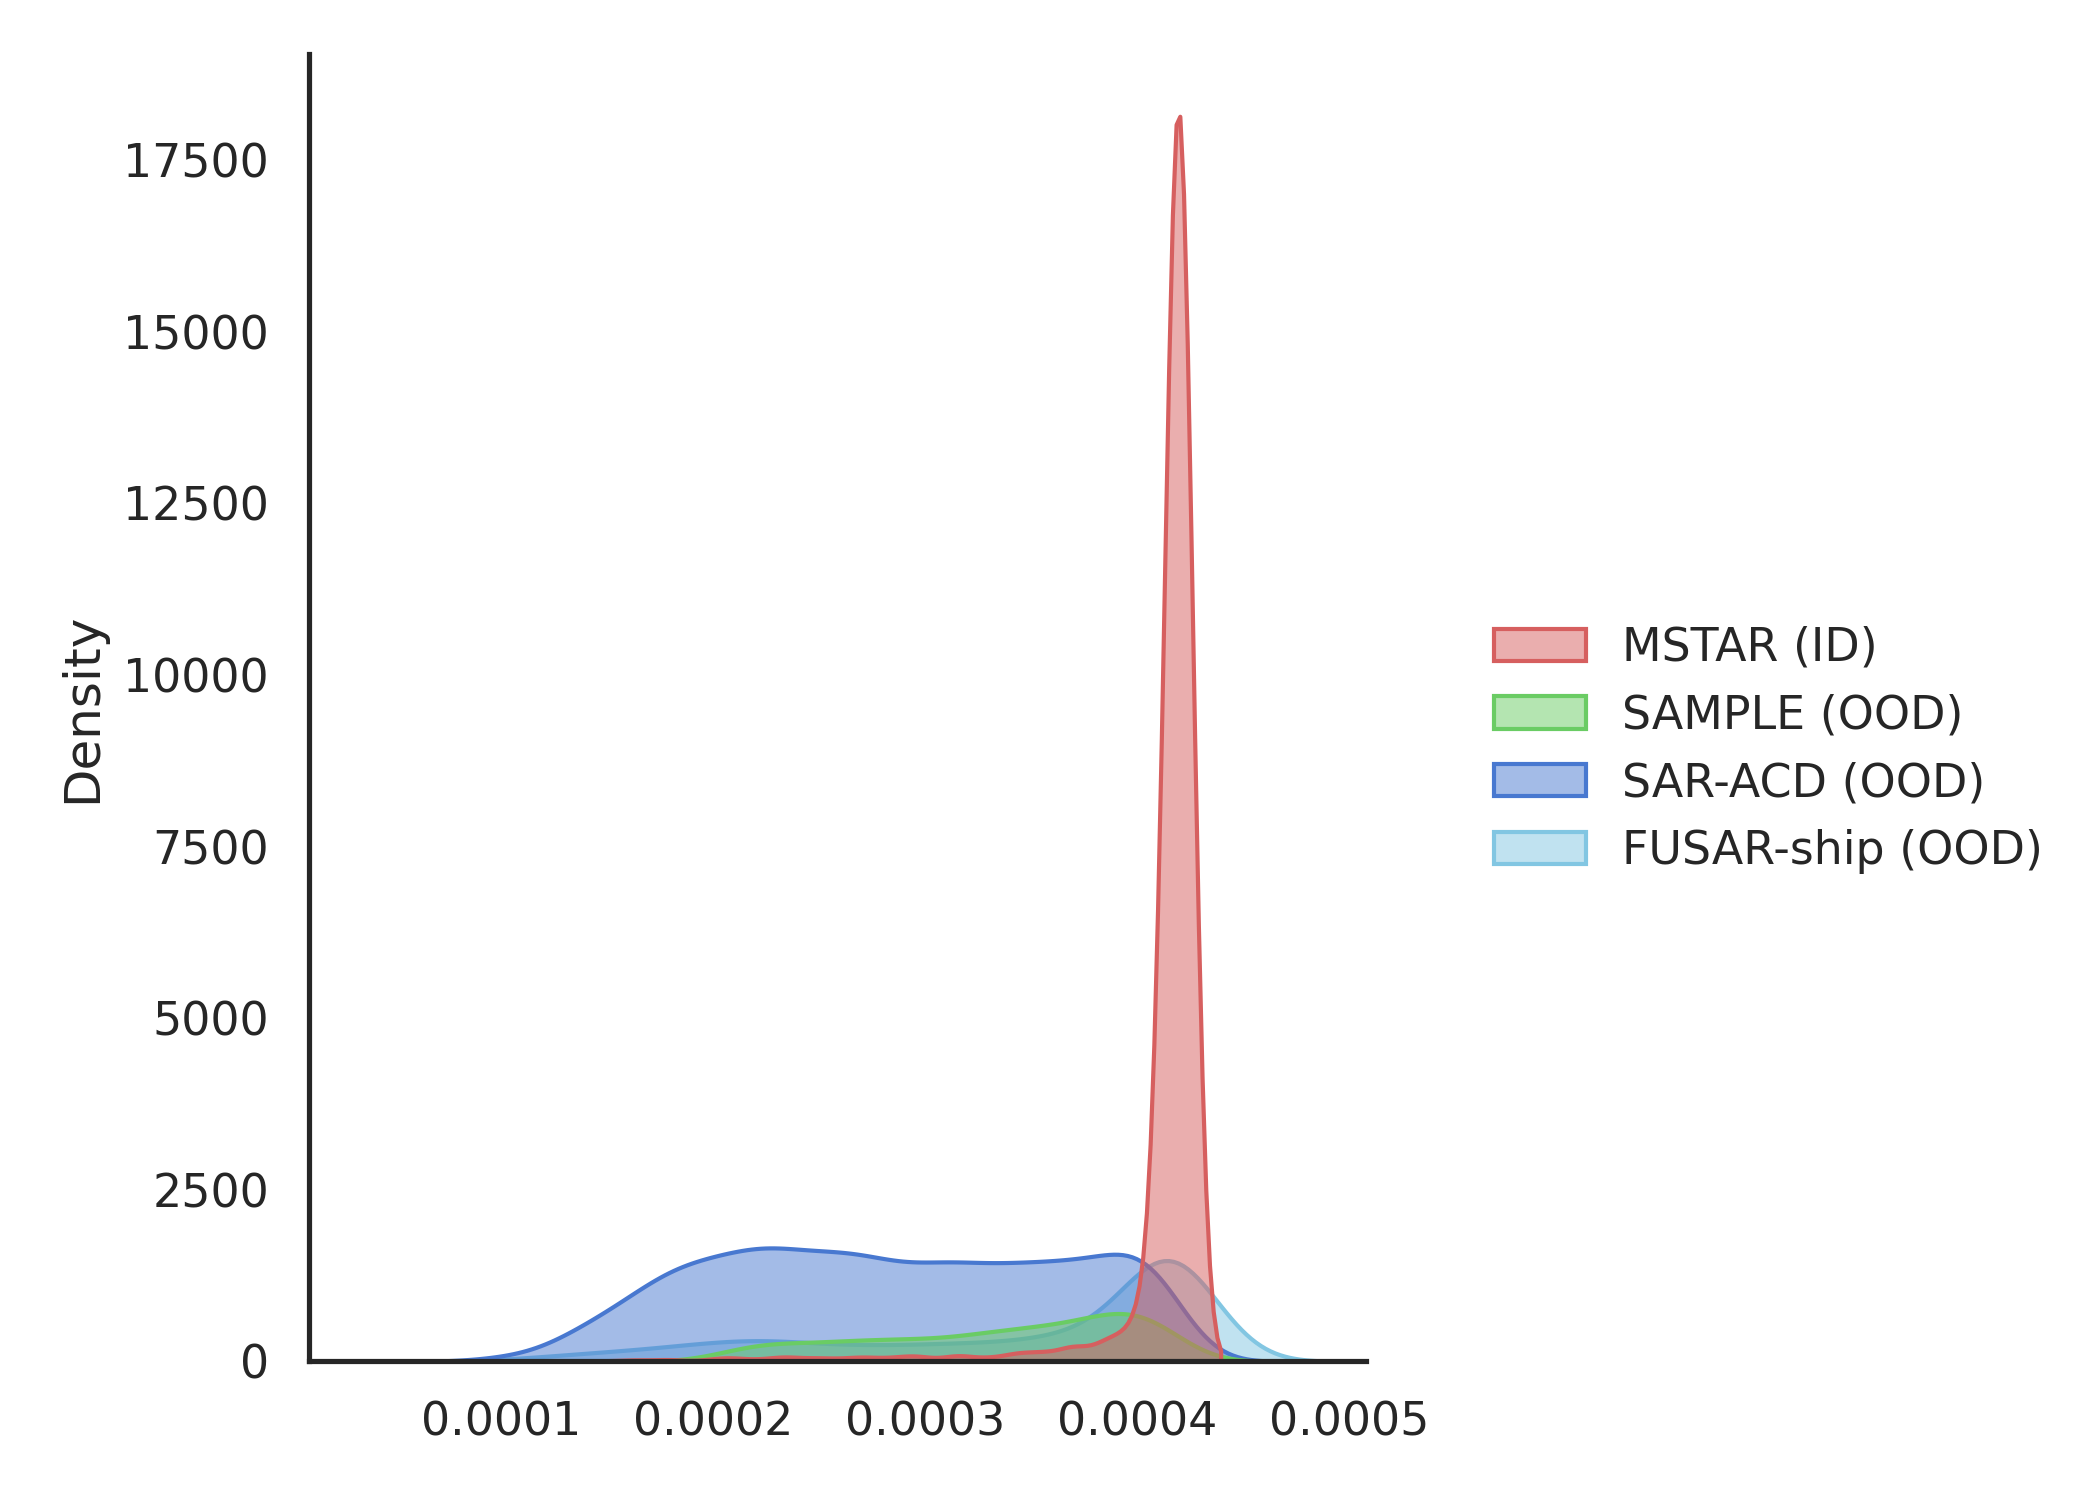 17500
15000
12500
10000
7500
5000
2500
0
Density
0.0001 0.0002 0.0003 0.0004 0.0005
MSTAR (ID)
SAMPLE (OOD)
SAR-ACD (OOD)
FUSAR-ship (OOD)